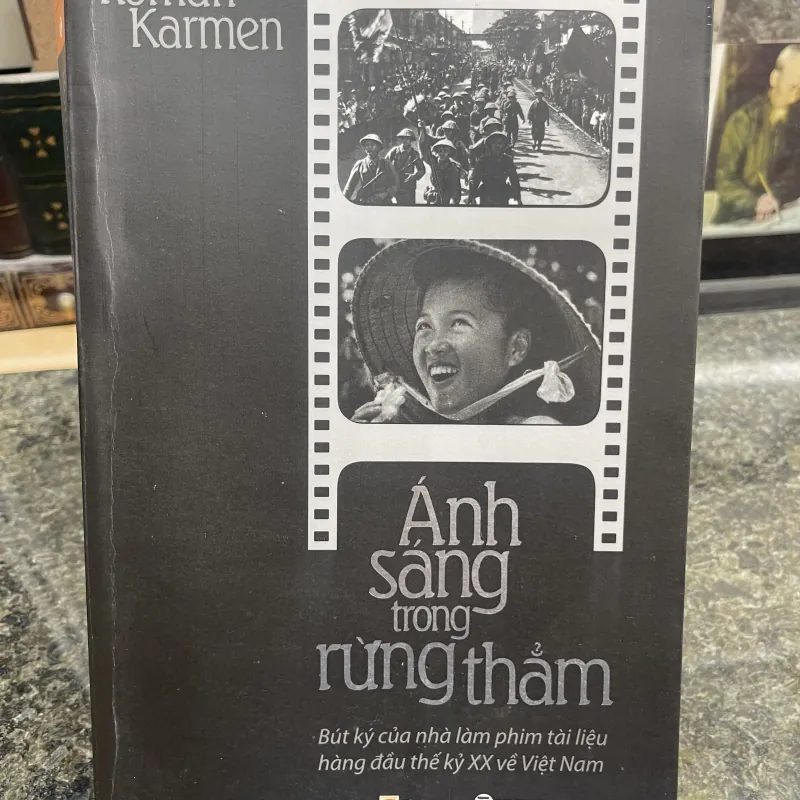 Roman
Karmen
Ánh
sáng
trong
rừng thẳm
Bút ký của nhà làm phim tài liệu
hàng đầu thế kỷ XX về Việt Nam